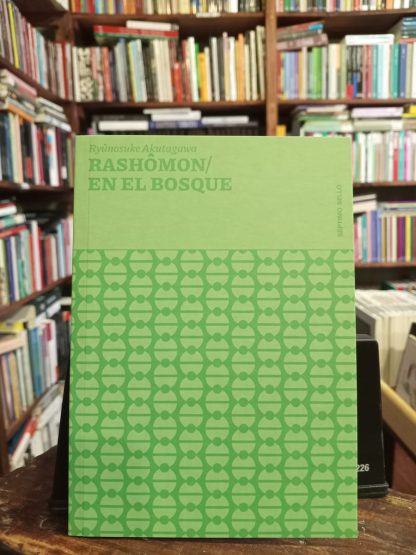 Ryûnosuke Akutagawa
RASHÔMON/
EN EL BOSQUE
SÉPTIMO SELLO
226